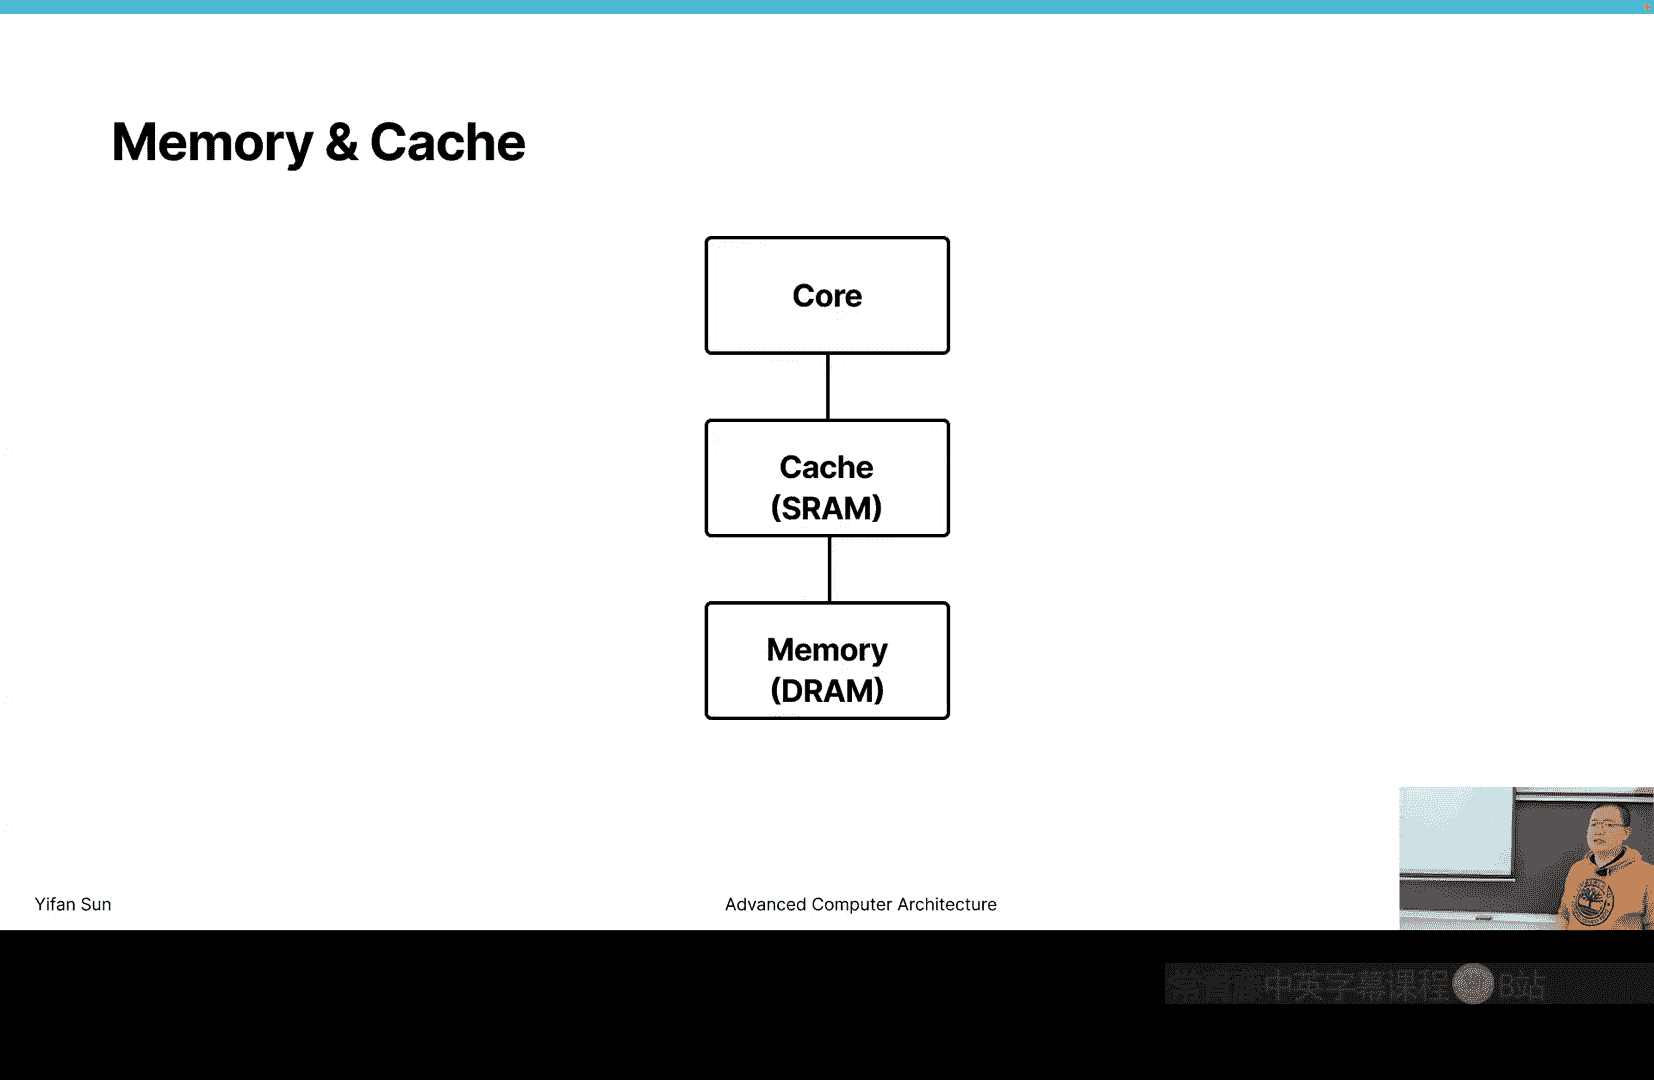 Memory & Cache
Core
Cache
(SRAM)
Memory
(DRAM)
Yifan Sun
Advanced Computer Architecture
中英字幕课程
B站